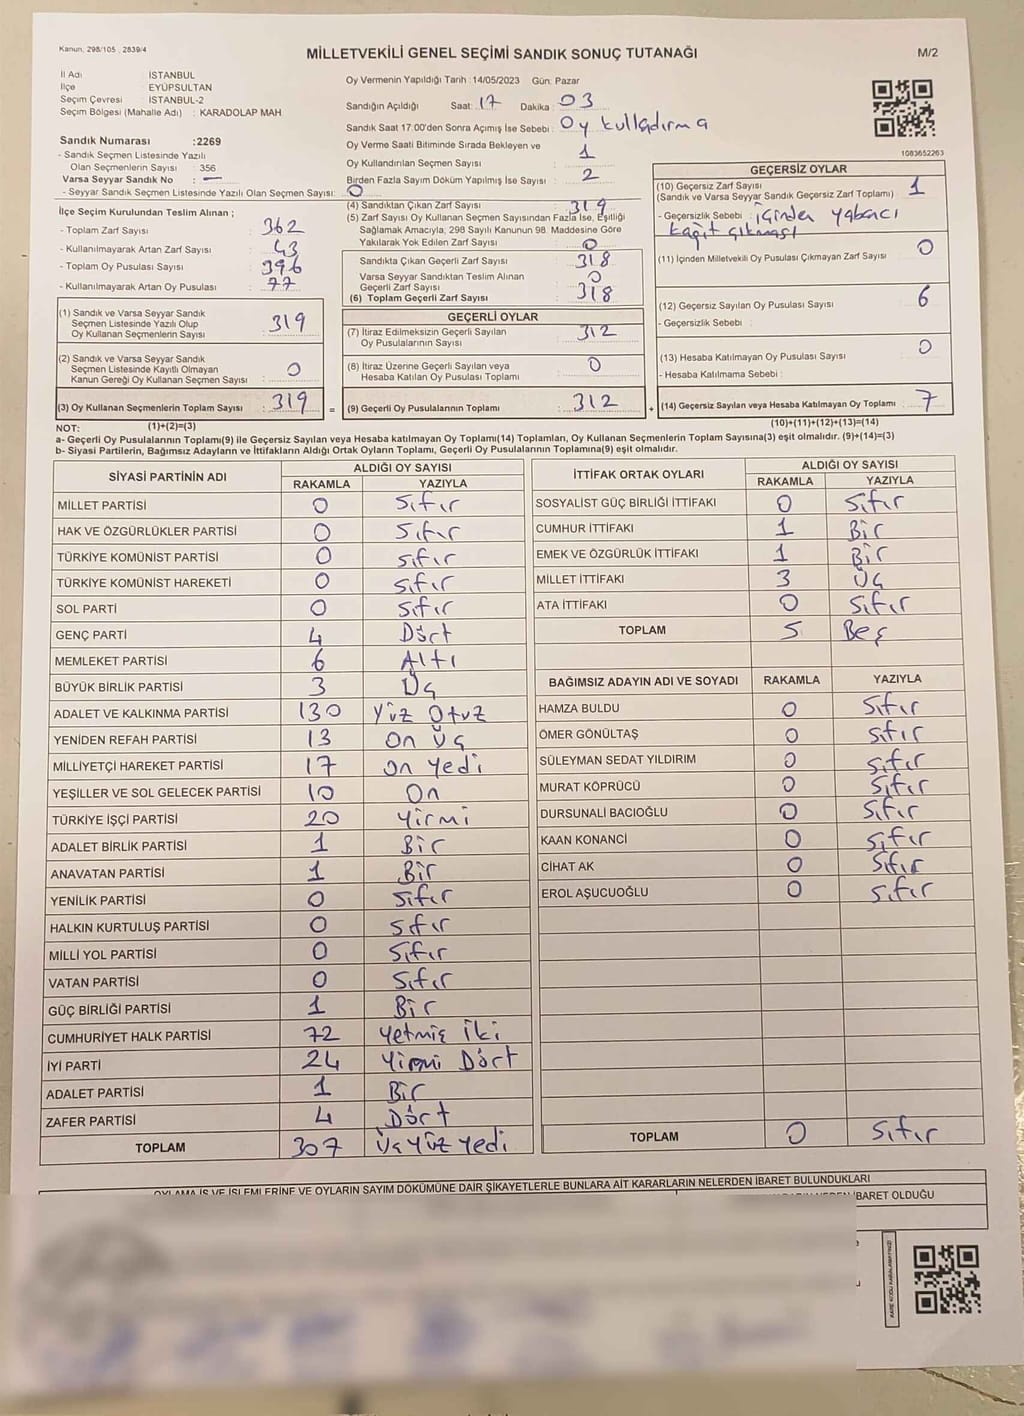 Kanun, 298/105 , 2839/4
MİLLETVEKİLİ GENEL SEÇİMİ SANDIK SONUÇ TUTANAĞI
M/2
İl Adı : İSTANBUL
İlçe : EYÜPSULTAN
Seçim Çevresi : İSTANBUL-2
Seçim Bölgesi (Mahalle Adı) : KARADOLAP MAH
Sandık Numarası :2269
- Sandık Seçmen Listesinde Yazılı
Olan Seçmenlerin Sayısı : 356
Varsa Seyyar Sandık No : —
- Seyyar Sandık Seçmen Listesinde Yazılı Olan Seçmen Sayısı: 0
Oy Vermenin Yapıldığı Tarih :14/05/2023 Gün: Pazar
Sandığın Açıldığı Saat: 17 Dakika: 03
Sandık Saat 17.00'den Sonra Açımış İse Sebebi : Oy kullandırma
Oy Verme Saati Bitiminde Sırada Bekleyen ve
Oy Kullandırılan Seçmen Sayısı : 1
Birden Fazla Sayım Döküm Yapılmış İse Sayısı : 2
1083652263
İlçe Seçim Kurulundan Teslim Alınan ;
- Toplam Zarf Sayısı : 362
- Kullanılmayarak Artan Zarf Sayısı : 43
- Toplam Oy Pusulası Sayısı : 396
- Kullanılmayarak Artan Oy Pusulası : 77
(4) Sandıktan Çıkan Zarf Sayısı : 319
(5) Zarf Sayısı Oy Kullanan Seçmen Sayısından Fazla İse, Eşitliği
Sağlamak Amacıyla, 298 Sayılı Kanunun 98. Maddesine Göre
Yakılarak Yok Edilen Zarf Sayısı : 0
Sandıkta Çıkan Geçerli Zarf Sayısı : 318
Varsa Seyyar Sandıktan Teslim Alınan
Geçerli Zarf Sayısı : 0
(6) Toplam Geçerli Zarf Sayısı : 318
GEÇERSİZ OYLAR
(10) Geçersiz Zarf Sayısı
(Sandık ve Varsa Seyyar Sandık Geçersiz Zarf Toplamı) : 1
- Geçersizlik Sebebi : içinden yabancı
kağıt çıkması
(11) İçinden Milletvekili Oy Pusulası Çıkmayan Zarf Sayısı : 0
(12) Geçersiz Sayılan Oy Pusulası Sayısı : 6
- Geçersizlik Sebebi :
(13) Hesaba Katılmayan Oy Pusulası Sayısı : 0
- Hesaba Katılmama Sebebi :
(14) Geçersiz Sayılan veya Hesaba Katılmayan Oy Toplamı : 7
(10)+(11)+(12)+(13)=(14)
(1) Sandık ve Varsa Seyyar Sandık
Seçmen Listesinde Yazılı Olup
Oy Kullanan Seçmenlerin Sayısı : 319
(2) Sandık ve Varsa Seyyar Sandık
Seçmen Listesinde Kayıtlı Olmayan
Kanun Gereği Oy Kullanan Seçmen Sayısı : 0
(3) Oy Kullanan Seçmenlerin Toplam Sayısı : 319 =
GEÇERLİ OYLAR
(7) İtiraz Edilmeksizin Geçerli Sayılan
Oy Pusulalarının Sayısı : 312
(8) İtiraz Üzerine Geçerli Sayılan veya
Hesaba Katılan Oy Pusulası Toplamı : 0
(9) Geçerli Oy Pusulalarının Toplamı : 312 +
NOT: (1)+(2)=(3)
a- Geçerli Oy Pusulalarının Toplamı(9) ile Geçersiz Sayılan veya Hesaba katılmayan Oy Toplamı(14) Toplamları, Oy Kullanan Seçmenlerin Toplam Sayısına(3) eşit olmalıdır. (9)+(14)=(3)
b- Siyasi Partilerin, Bağımsız Adayların ve İttifakların Aldığı Ortak Oyların Toplamı, Geçerli Oy Pusulalarının Toplamına(9) eşit olmalıdır.
SİYASİ PARTİNİN ADI ALDIĞI OY SAYISI
RAKAMLA YAZIYLA
MİLLET PARTİSİ 0 Sıfır
HAK VE ÖZGÜRLÜKLER PARTİSİ 0 Sıfır
TÜRKİYE KOMÜNİST PARTİSİ 0 Sıfır
TÜRKİYE KOMÜNİST HAREKETİ 0 Sıfır
SOL PARTİ 0 Sıfır
GENÇ PARTİ 4 Dört
MEMLEKET PARTİSİ 6 Altı
BÜYÜK BİRLİK PARTİSİ 3 Üç
ADALET VE KALKINMA PARTİSİ 130 Yüz Otuz
YENİDEN REFAH PARTİSİ 13 On Üç
MİLLİYETÇİ HAREKET PARTİSİ 17 On Yedi
YEŞİLLER VE SOL GELECEK PARTİSİ 10 On
TÜRKİYE İŞÇİ PARTİSİ 20 Yirmi
ADALET BİRLİK PARTİSİ 1 Bir
ANAVATAN PARTİSİ 1 Bir
YENİLİK PARTİSİ 0 Sıfır
HALKIN KURTULUŞ PARTİSİ 0 Sıfır
MİLLİ YOL PARTİSİ 0 Sıfır
VATAN PARTİSİ 0 Sıfır
GÜÇ BİRLİĞİ PARTİSİ 1 Bir
CUMHURİYET HALK PARTİSİ 72 Yetmiş İki
İYİ PARTİ 24 Yirmi Dört
ADALET PARTİSİ 1 Bir
ZAFER PARTİSİ 4 Dört
TOPLAM 307 Üç Yüz Yedi
İTTİFAK ORTAK OYLARI ALDIĞI OY SAYISI
RAKAMLA YAZIYLA
SOSYALİST GÜÇ BİRLİĞİ İTTİFAKI 0 Sıfır
CUMHUR İTTİFAKI 1 Bir
EMEK VE ÖZGÜRLÜK İTTİFAKI 1 Bir
MİLLET İTTİFAKI 3 Üç
ATA İTTİFAKI 0 Sıfır
TOPLAM 5 Beş
BAĞIMSIZ ADAYIN ADI VE SOYADI RAKAMLA YAZIYLA
HAMZA BULDU 0 Sıfır
ÖMER GÖNÜLTAŞ 0 Sıfır
SÜLEYMAN SEDAT YILDIRIM 0 Sıfır
MURAT KÖPRÜCÜ 0 Sıfır
DURSUNALİ BACIOĞLU 0 Sıfır
KAAN KONANCİ 0 Sıfır
CİHAT AK 0 Sıfır
EROL AŞUCUOĞLU 0 Sıfır
TOPLAM 0 Sıfır
OYLAMA İŞ VE İŞLEMLERİNE VE OYLARIN SAYIM DÖKÜMÜNE DAİR ŞİKAYETLERLE BUNLARA AİT KARARLARIN NELERDEN İBARET BULUNDUKLARI
İBARET OLDUĞU